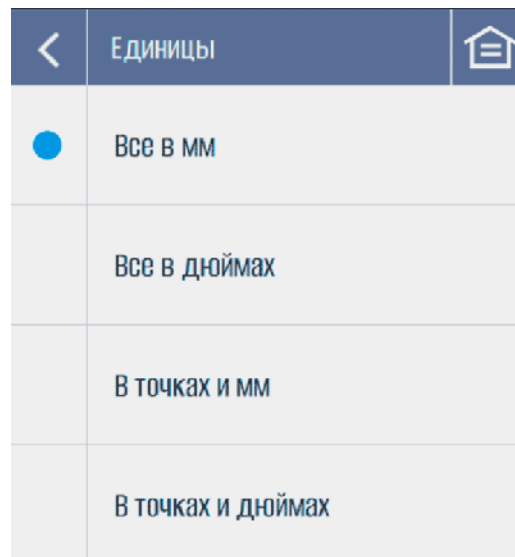 Единицы
Все в мм
Все в дюймах
В точках и мм
В точках и дюймах